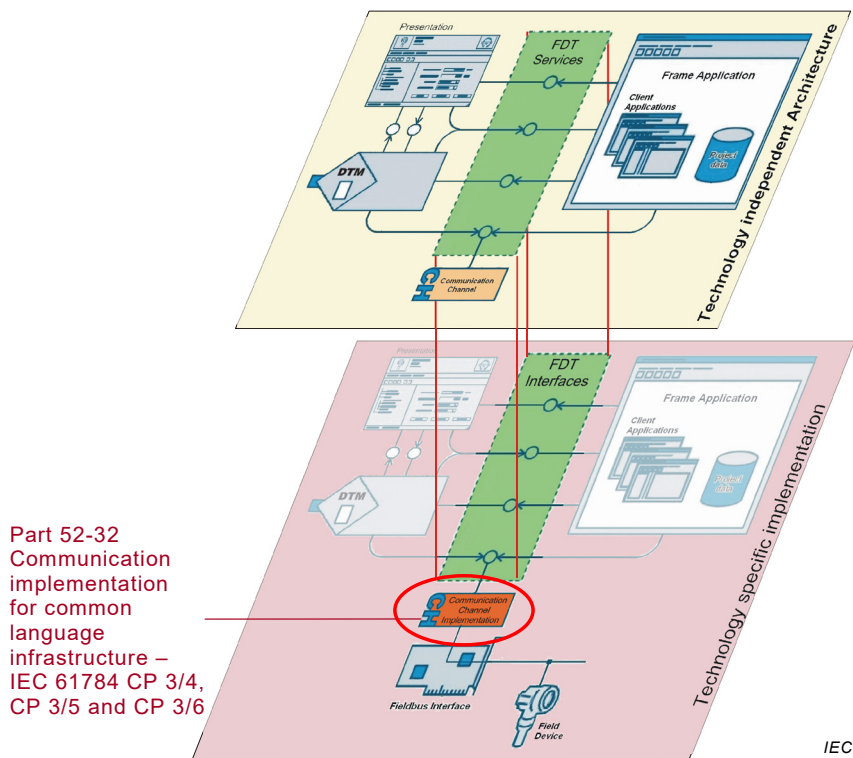 Presentation
FDT
Services
Frame Application
Client
Applications
Project
data
DTM
Communication
Channel
Technology independent Architecture
Presentation
FDT
Interfaces
Frame Application
Client
Applications
Project
data
DTM
Communication
Channel
Implementation
Technology specific implementation
Part 52-32
Communication
implementation
for common
language
infrastructure –
IEC 61784 CP 3/4,
CP 3/5 and CP 3/6
Fieldbus Interface
Field
Device
IEC